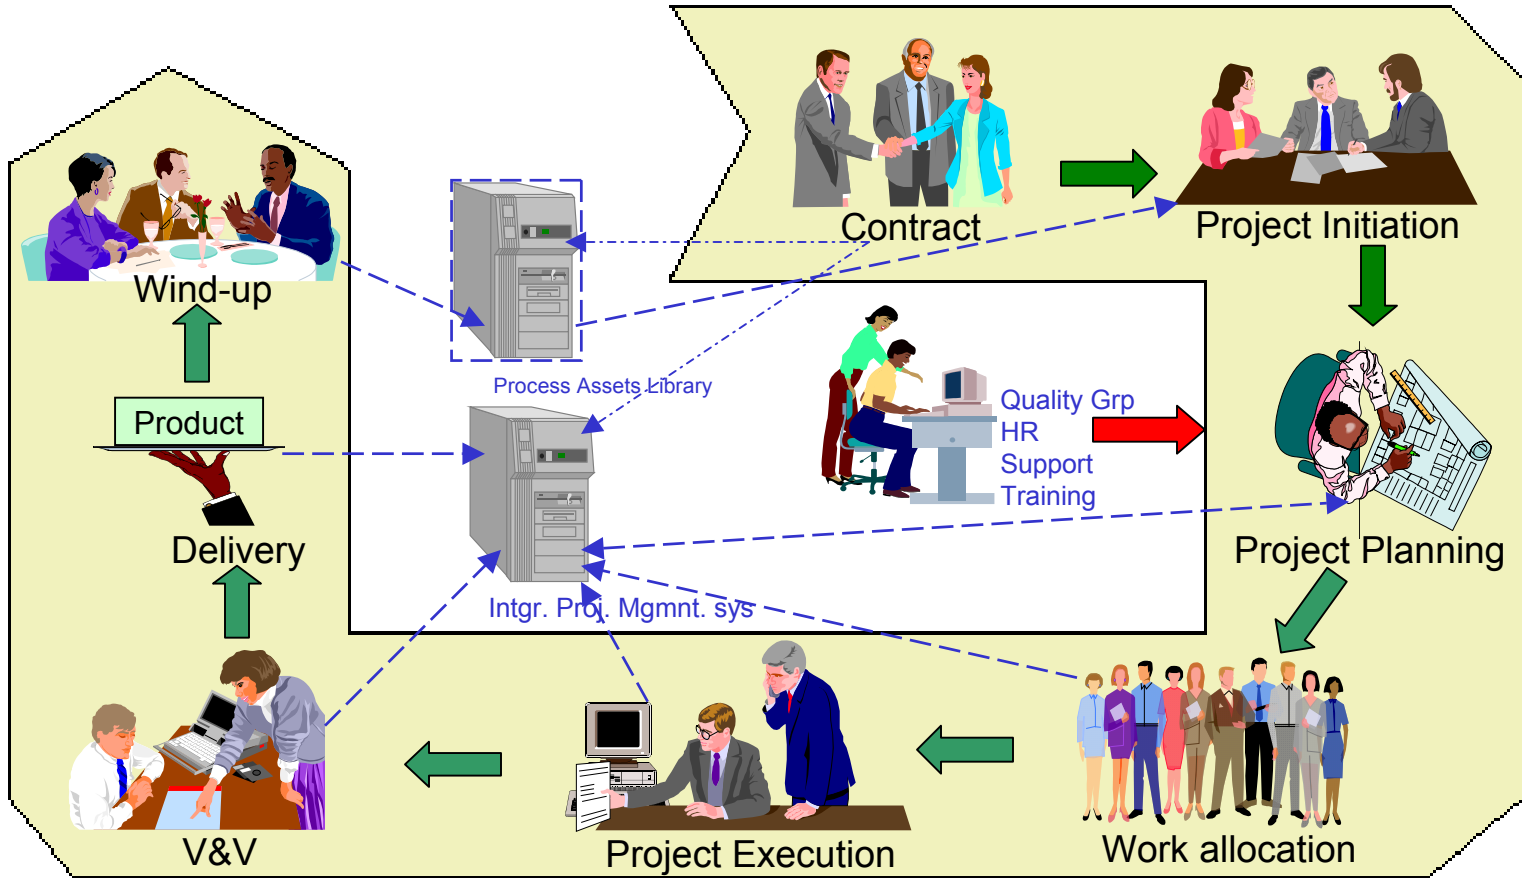 Contract
Project Initiation
Wind-up
Process Assets Library
Product
Quality Grp
HR
Support
Training
Delivery
Project Planning
Intgr. Proj. Mgmnt. sys
V&V
Project Execution
Work allocation